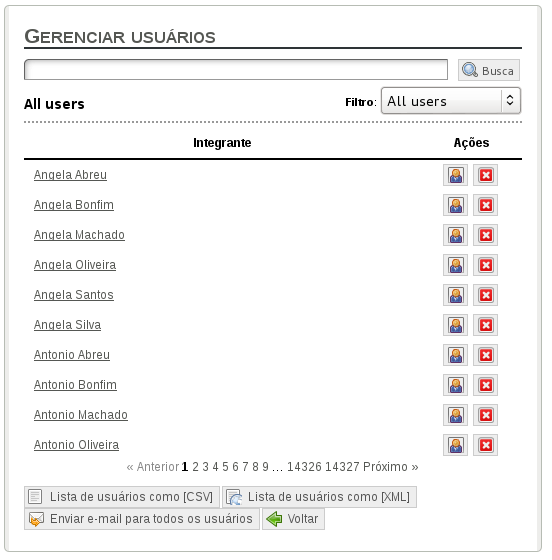 Gerenciar usuários
Busca
All users
Filtro: All users
Integrante Ações
Angela Abreu
Angela Bonfim
Angela Machado
Angela Oliveira
Angela Santos
Angela Silva
Antonio Abreu
Antonio Bonfim
Antonio Machado
Antonio Oliveira
« Anterior 1 2 3 4 5 6 7 8 9 … 14326 14327 Próximo »
Lista de usuários como [CSV] Lista de usuários como [XML]
Enviar e-mail para todos os usuários Voltar